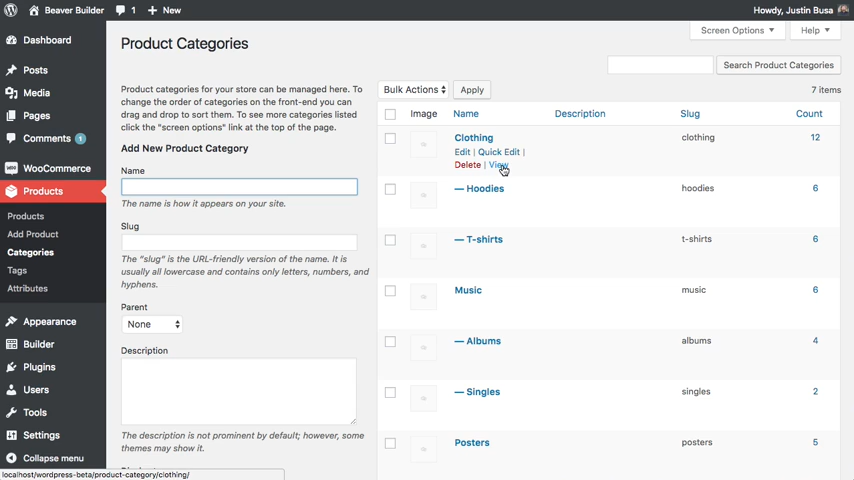 Beaver Builder 1 + New Howdy, Justin Busa
Screen Options Help
Dashboard
Posts
Media
Pages
Comments 1
WooCommerce
Products
Products
Add Product
Categories
Tags
Attributes
Appearance
Builder
Plugins
Users
Tools
Settings
Collapse menu
Product Categories
Search Product Categories
Product categories for your store can be managed here. To
change the order of categories on the front-end you can
drag and drop to sort them. To see more categories listed
click the "screen options" link at the top of the page.
Add New Product Category
Name
The name is how it appears on your site.
Slug
The "slug" is the URL-friendly version of the name. It is
usually all lowercase and contains only letters, numbers, and
hyphens.
Parent
None
Description
The description is not prominent by default; however, some
themes may show it.
Bulk Actions Apply 7 items
Image Name Description Slug Count
Clothing clothing 12
Edit | Quick Edit |
Delete | View
— Hoodies hoodies 6
— T-shirts t-shirts 6
Music music 6
— Albums albums 4
— Singles singles 2
Posters posters 5
localhost/wordpress-beta/product-category/clothing/